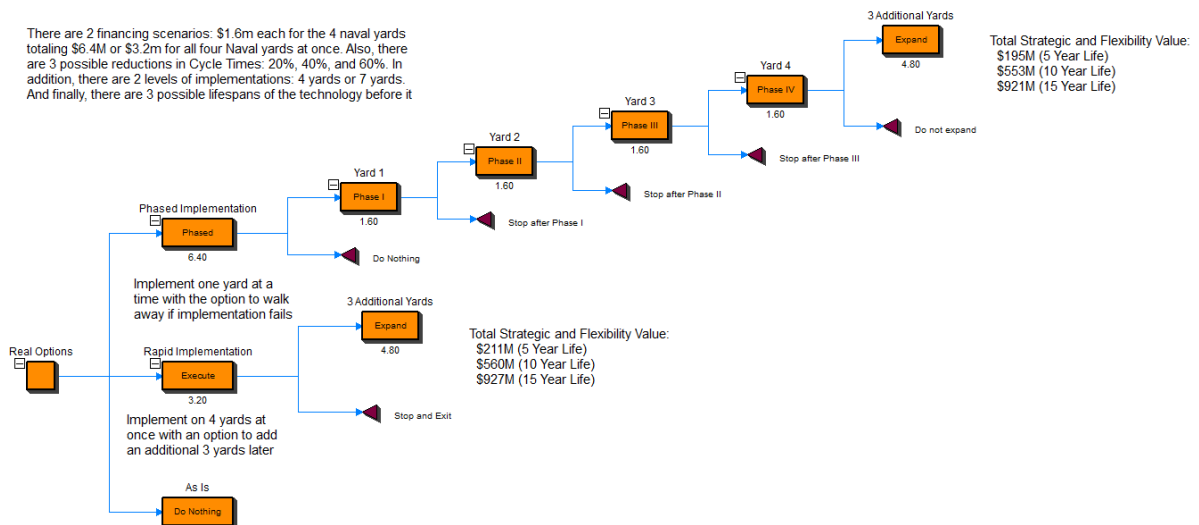 There are 2 financing scenarios: $1.6m each for the 4 naval yards
totaling $6.4M or $3.2m for all four Naval yards at once. Also, there
are 3 possible reductions in Cycle Times: 20%, 40%, and 60%. In
addition, there are 2 levels of implementations: 4 yards or 7 yards.
And finally, there are 3 possible lifespans of the technology before it
3 Additional Yards
Expand
4.80
Total Strategic and Flexibility Value:
$195M (5 Year Life)
$553M (10 Year Life)
$921M (15 Year Life)
Yard 4
Phase IV
1.60
Do not expand
Yard 3
Phase III
1.60
Stop after Phase III
Yard 2
Phase II
1.60
Stop after Phase II
Yard 1
Phase I
1.60
Stop after Phase I
Phased Implementation
Phased
6.40
Do Nothing
Implement one yard at a
time with the option to walk
away if implementation fails
3 Additional Yards
Expand
4.80
Total Strategic and Flexibility Value:
$211M (5 Year Life)
$560M (10 Year Life)
$927M (15 Year Life)
Real Options
Rapid Implementation
Execute
3.20
Stop and Exit
Implement on 4 yards at
once with an option to add
an additional 3 yards later
As Is
Do Nothing